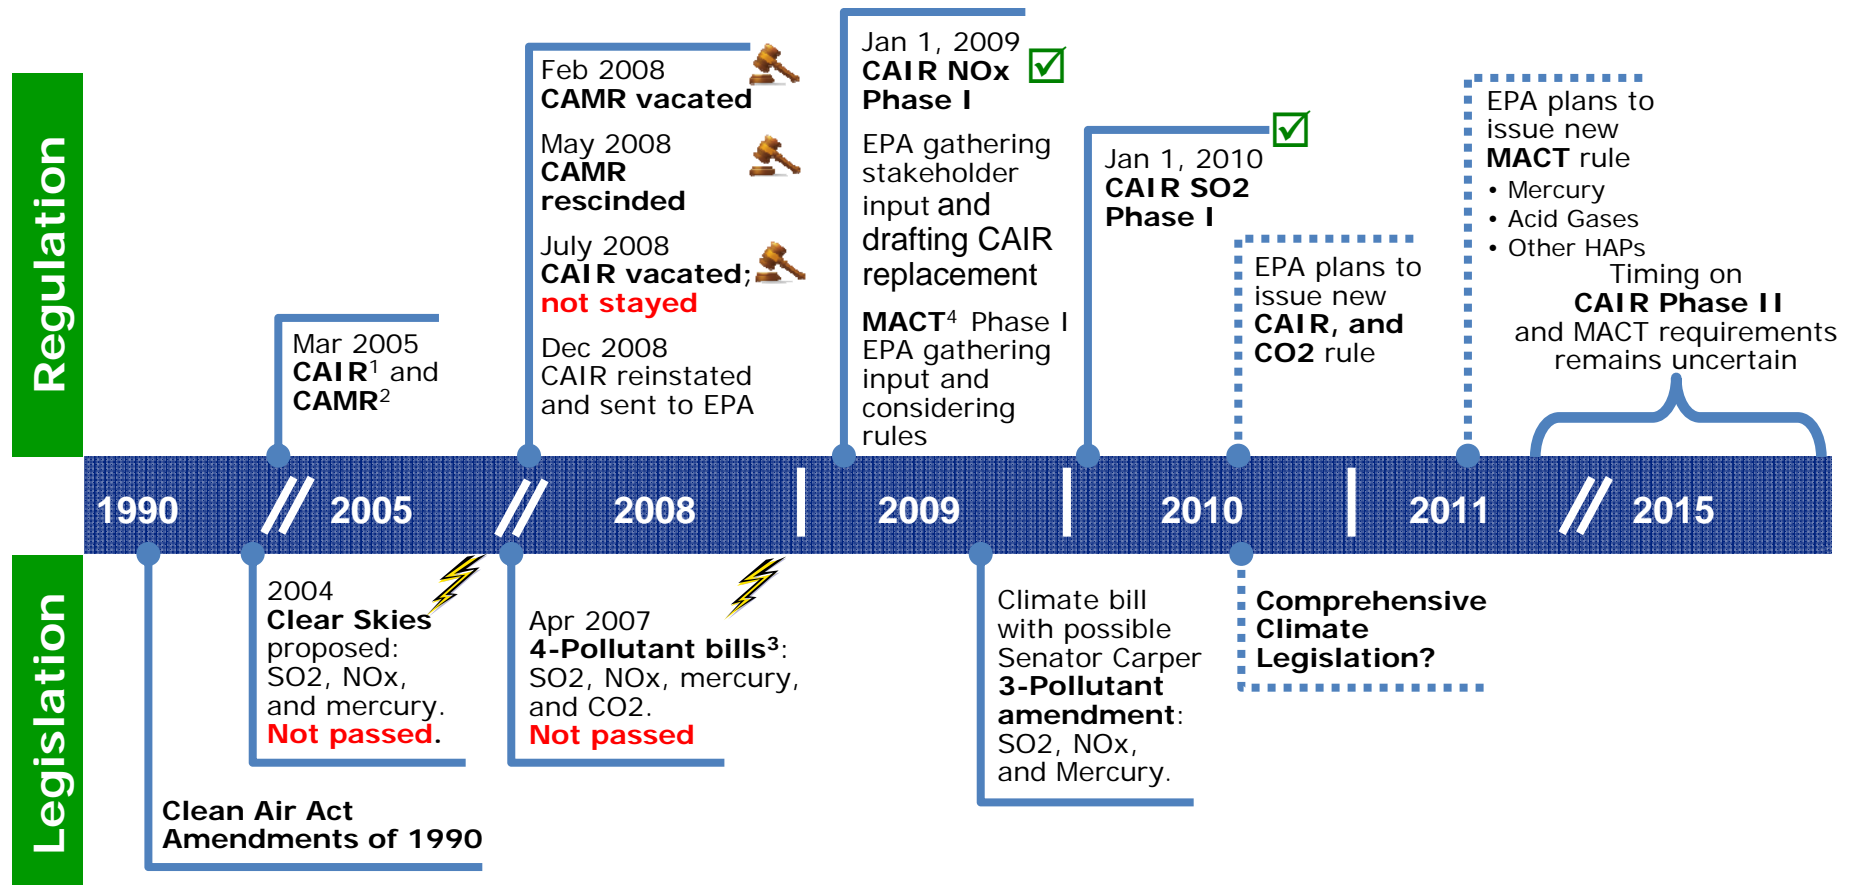 Regulation
Mar 2005
CAIR¹ and
CAMR²
Feb 2008
CAMR vacated
May 2008
CAMR
rescinded
July 2008
CAIR vacated;
not stayed
Dec 2008
CAIR reinstated
and sent to EPA
Jan 1, 2009
CAIR NOx
Phase I
EPA gathering
stakeholder
input and
drafting CAIR
replacement
MACT⁴ Phase I
EPA gathering
input and
considering
rules
Jan 1, 2010
CAIR SO2
Phase I
EPA plans to
issue new
CAIR, and
CO2 rule
EPA plans to
issue new
MACT rule
• Mercury
• Acid Gases
• Other HAPs
Timing on
CAIR Phase II
and MACT requirements
remains uncertain
1990 2005 2008 2009 2010 2011 2015
Legislation
Clean Air Act
Amendments of 1990
2004
Clear Skies
proposed:
SO2, NOx,
and mercury.
Not passed.
Apr 2007
4-Pollutant bills³:
SO2, NOx, mercury,
and CO2.
Not passed
Climate bill
with possible
Senator Carper
3-Pollutant
amendment:
SO2, NOx,
and Mercury.
Comprehensive
Climate
Legislation?